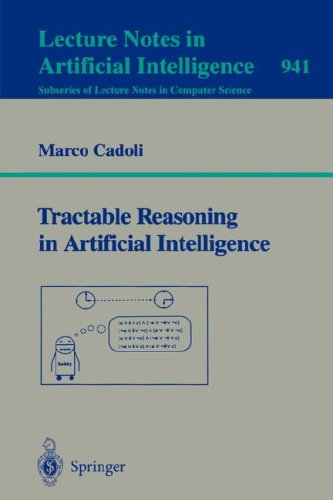 Lecture Notes in
Artificial Intelligence 941
Subseries of Lecture Notes in Computer Science
Marco Cadoli
Tractable Reasoning
in Artificial Intelligence
Bobby
Springer